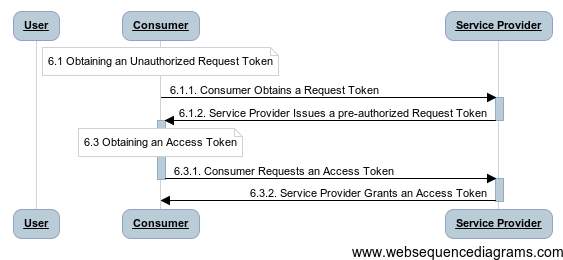 User Consumer Service Provider
6.1 Obtaining an Unauthorized Request Token
6.1.1. Consumer Obtains a Request Token
6.1.2. Service Provider Issues a pre-authorized Request Token
6.3 Obtaining an Access Token
6.3.1. Consumer Requests an Access Token
6.3.2. Service Provider Grants an Access Token
User Consumer Service Provider
www.websequencediagrams.com